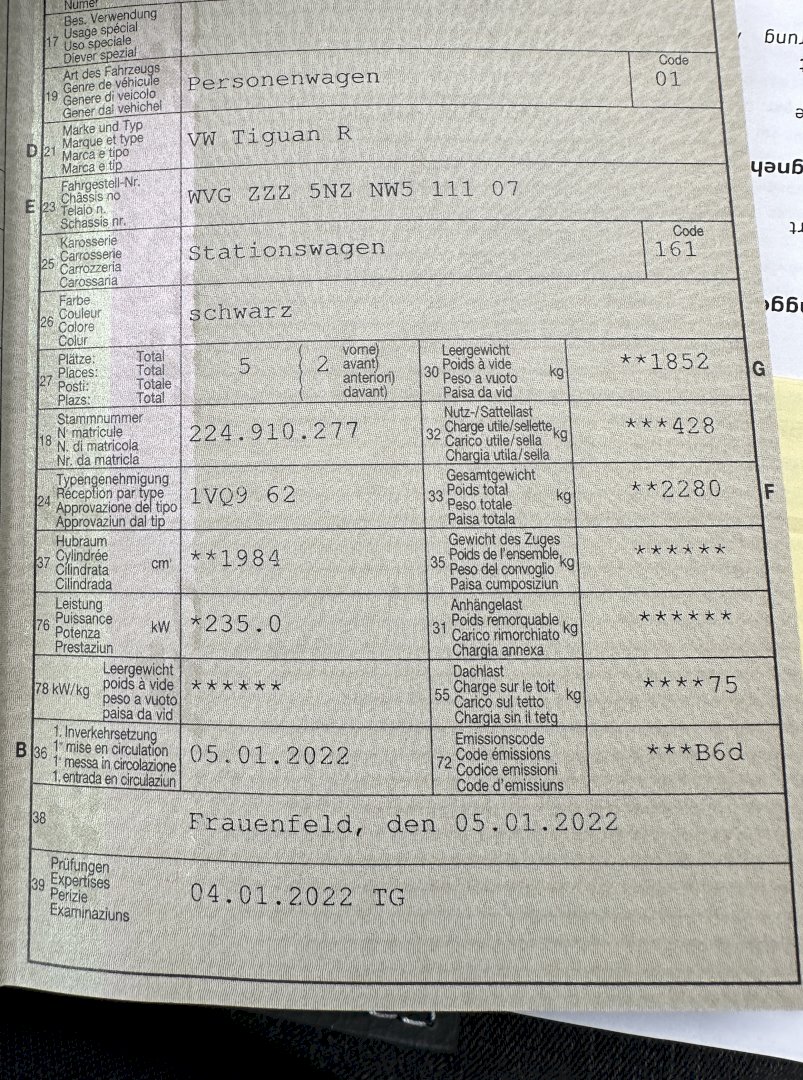 Numer
17 Bes. Verwendung
Usage spécial
Uso speciale
Diever spezial
19 Art des Fahrzeugs
Genre de véhicule
Genere di veicolo
Gener dal vehichel
Personenwagen
Code
01
D 21 Marke und Typ
Marque et type
Marca e tipo
Marca e tip
VW Tiguan R
E 23 Fahrgestell-Nr.
Châssis no
Telaio n.
Schassis nr.
WVG ZZZ 5NZ NW5 111 07
25 Karosserie
Carrosserie
Carrozzeria
Carossaria
Stationswagen
Code
161
26 Farbe
Couleur
Colore
Colur
schwarz
27 Plätze: Total
Places: Total
Posti: Totale
Plazs: Total
5 ( 2 vorne)
( avant)
( anteriori)
( davant)
30 Leergewicht
Poids à vide
Peso a vuoto
Paisa da vid
kg
**1852
G
18 Stammnummer
N° matricule
N. di matricola
Nr. da matricla
224.910.277
32 Nutz-/Sattellast
Charge utile/sellette
Carico utile/sella
Chargia utila/sella
kg
***428
24 Typengenehmigung
Réception par type
Approvazione del tipo
Approvaziun dal tip
1VQ9 62
33 Gesamtgewicht
Poids total
Peso totale
Paisa totala
kg
**2280
F
37 Hubraum
Cylindrée
Cilindrata
Cilindrada
cm³
**1984
35 Gewicht des Zuges
Poids de l'ensemble
Peso del convoglio
Paisa cumposiziun
kg
******
76 Leistung
Puissance
Potenza
Prestaziun
kW
*235.0
31 Anhängelast
Poids remorquable
Carico rimorchiato
Chargia annexa
kg
******
78 kW/kg Leergewicht
poids à vide
peso a vuoto
paisa da vid
******
55 Dachlast
Charge sur le toit
Carico sul tetto
Chargia sin il tetg
kg
****75
B 36 1. Inverkehrsetzung
1re mise en circulation
1a messa in circolazione
1. entrada en circulaziun
05.01.2022
72 Emissionscode
Code émissions
Codice emissioni
Code d'emissiuns
***B6d
38
Frauenfeld, den 05.01.2022
39 Prüfungen
Expertises
Perizie
Examinaziuns
04.01.2022 TG